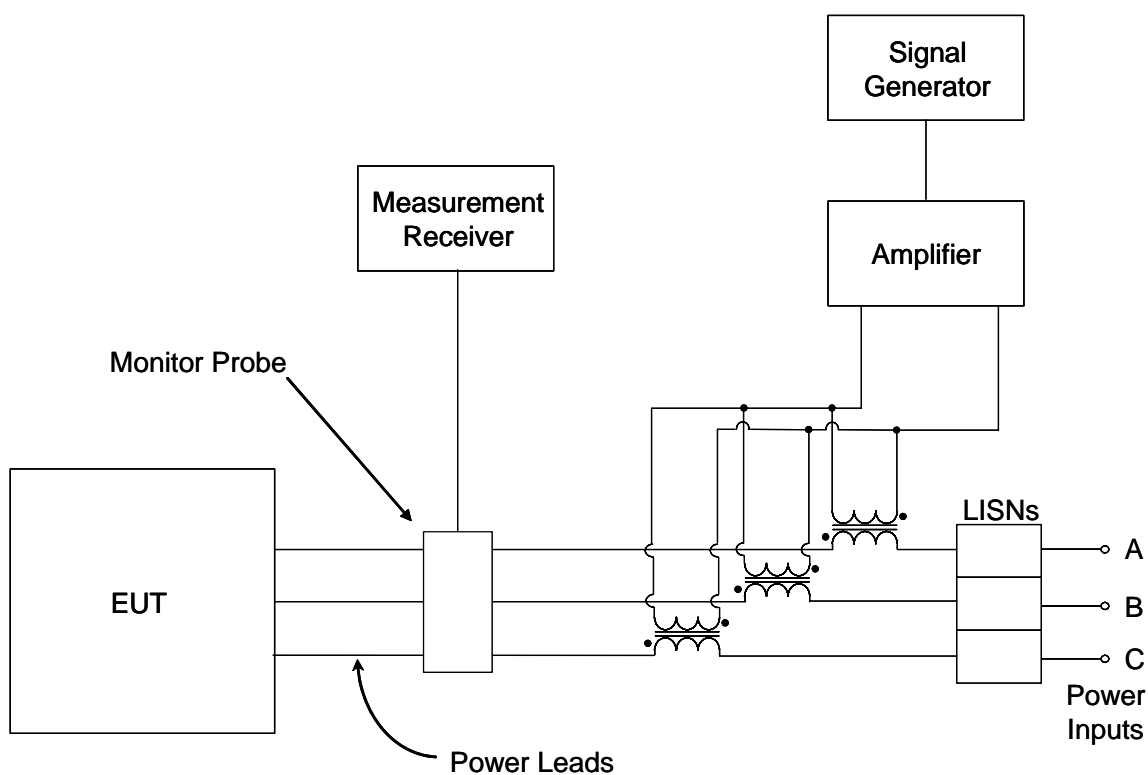 Signal
Generator
Measurement
Receiver
Amplifier
Monitor Probe
LISNs
A
EUT
B
C
Power
Inputs
Power Leads